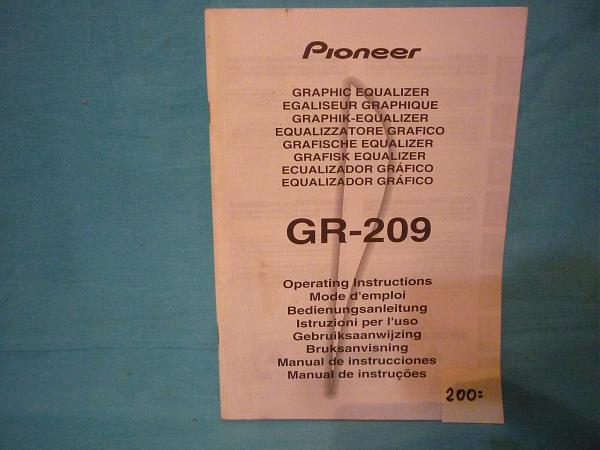 Pioneer
GRAPHIC EQUALIZER
EGALISEUR GRAPHIQUE
GRAPHIK-EQUALIZER
EQUALIZZATORE GRAFICO
GRAFISCHE EQUALIZER
GRAFISK EQUALIZER
ECUALIZADOR GRÁFICO
EQUALIZADOR GRÁFICO
GR-209
Operating Instructions
Mode d'emploi
Bedienungsanleitung
Istruzioni per l'uso
Gebruiksaanwijzing
Bruksanvisning
Manual de instrucciones
Manual de instruções
200:-